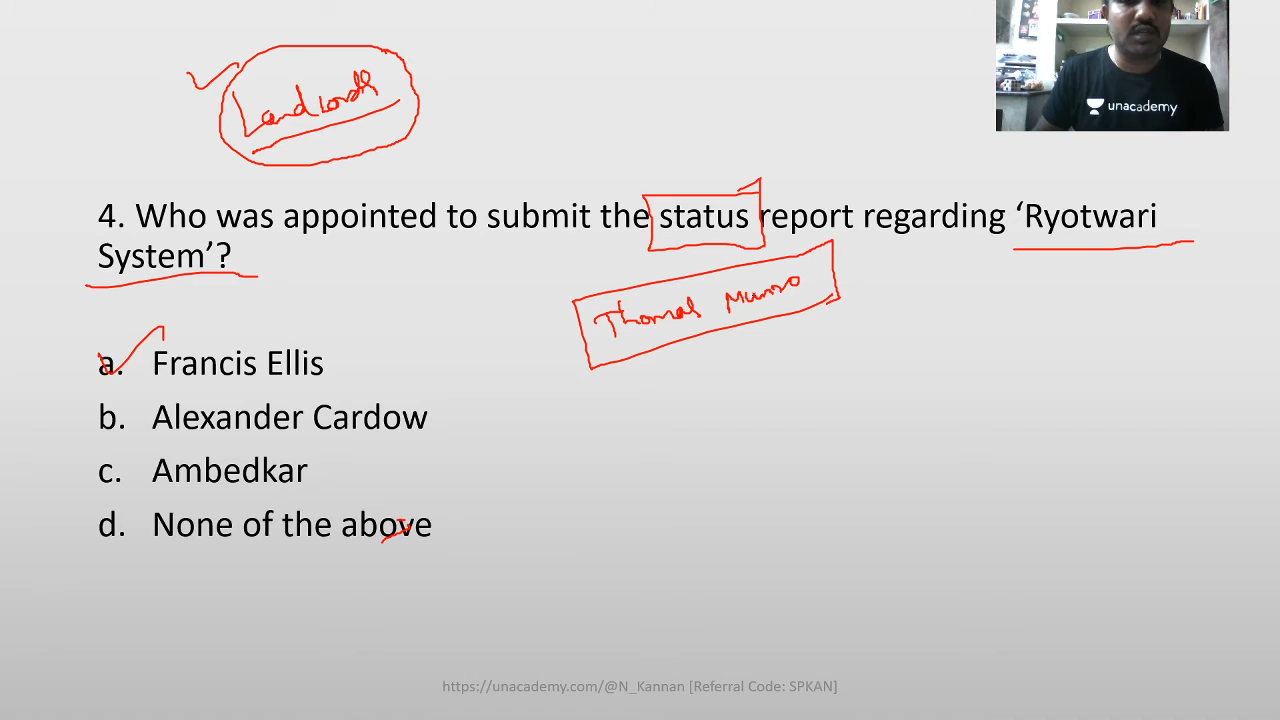 Landlords
unacademy
4. Who was appointed to submit the status report regarding ‘Ryotwari
System’?
Thomas Munro
a. Francis Ellis
b. Alexander Cardow
c. Ambedkar
d. None of the above
https://unacademy.com/@N_Kannan [Referral Code: SPKAN]